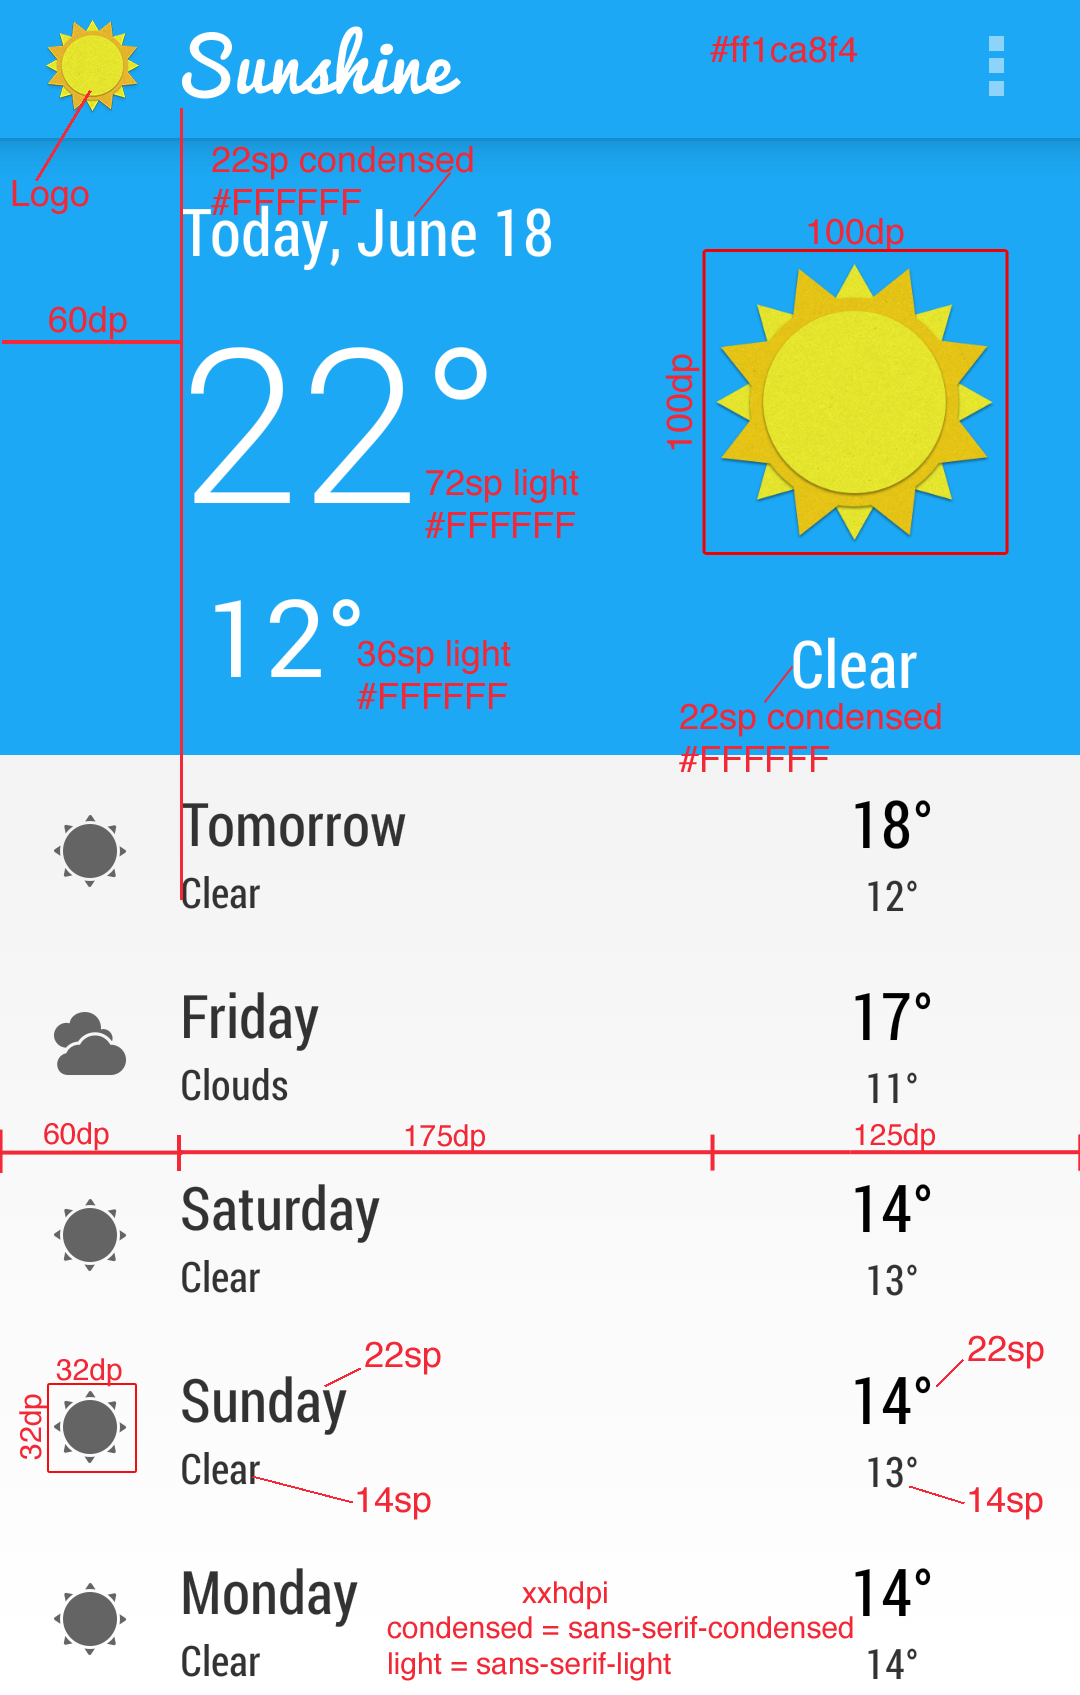 Sunshine
#ff1ca8f4
Logo
22sp condensed
#FFFFFF
Today, June 18
100dp
60dp
100dp
22°
72sp light
#FFFFFF
12°
36sp light
#FFFFFF
Clear
22sp condensed
#FFFFFF
Tomorrow
18°
Clear
12°
Friday
17°
Clouds
11°
60dp
175dp
125dp
Saturday
14°
Clear
13°
32dp
32dp
22sp
22sp
Sunday
14°
Clear
13°
14sp
14sp
Monday
14°
xxhdpi
condensed = sans-serif-condensed
light = sans-serif-light
Clear
14°